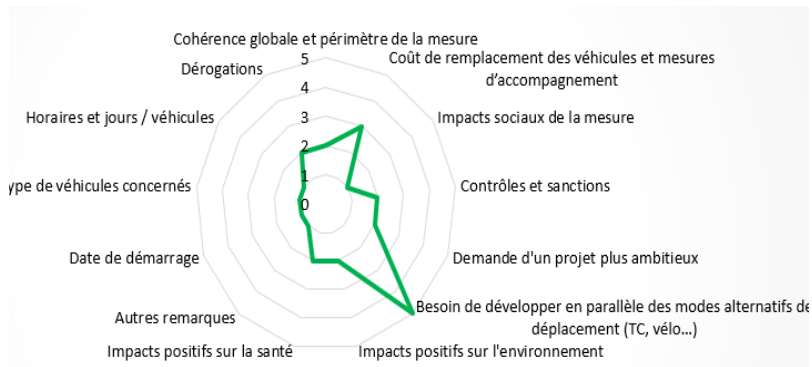 Cohérence globale et périmètre de la mesure
Coût de remplacement des véhicules et mesures
d’accompagnement
Impacts sociaux de la mesure
Contrôles et sanctions
Demande d'un projet plus ambitieux
Besoin de développer en parallèle des modes alternatifs de
déplacement (TC, vélo...)
Impacts positifs sur l'environnement
Impacts positifs sur la santé
Autres remarques
Date de démarrage
ype de véhicules concernés
Horaires et jours / véhicules
Dérogations
5
4
3
2
1
0